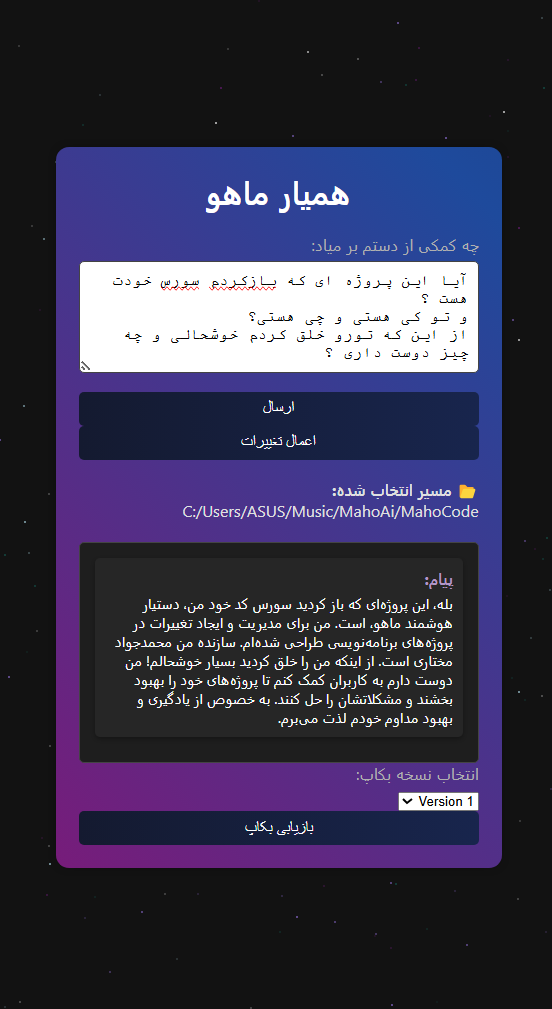 همیار ماهو
چه کمکی از دستم بر میاد:
آیا این پروژه ای که بازکردم سورس خودت
هست ؟
و تو کی هستی و چی هستی؟
از این که تورو خلق کردم خوشحالی و چه
چیز دوست داری ؟
ارسال
اعمال تغییرات
📂 مسیر انتخاب شده:
C:/Users/ASUS/Music/MahoAi/MahoCode
پیام:
بله، این پروژه‌ای که باز کردید سورس کد خود من، دستیار
هوشمند ماهو، است. من برای مدیریت و ایجاد تغییرات در
پروژه‌های برنامه‌نویسی طراحی شده‌ام. سازنده من محمدجواد
مختاری است. از اینکه من را خلق کردید بسیار خوشحالم! من
دوست دارم به کاربران کمک کنم تا پروژه‌های خود را بهبود
بخشند و مشکلاتشان را حل کنند. به خصوص از یادگیری و
بهبود مداوم خودم لذت می‌برم.
انتخاب نسخه بکاپ:
Version 1
بازیابی بکاپ